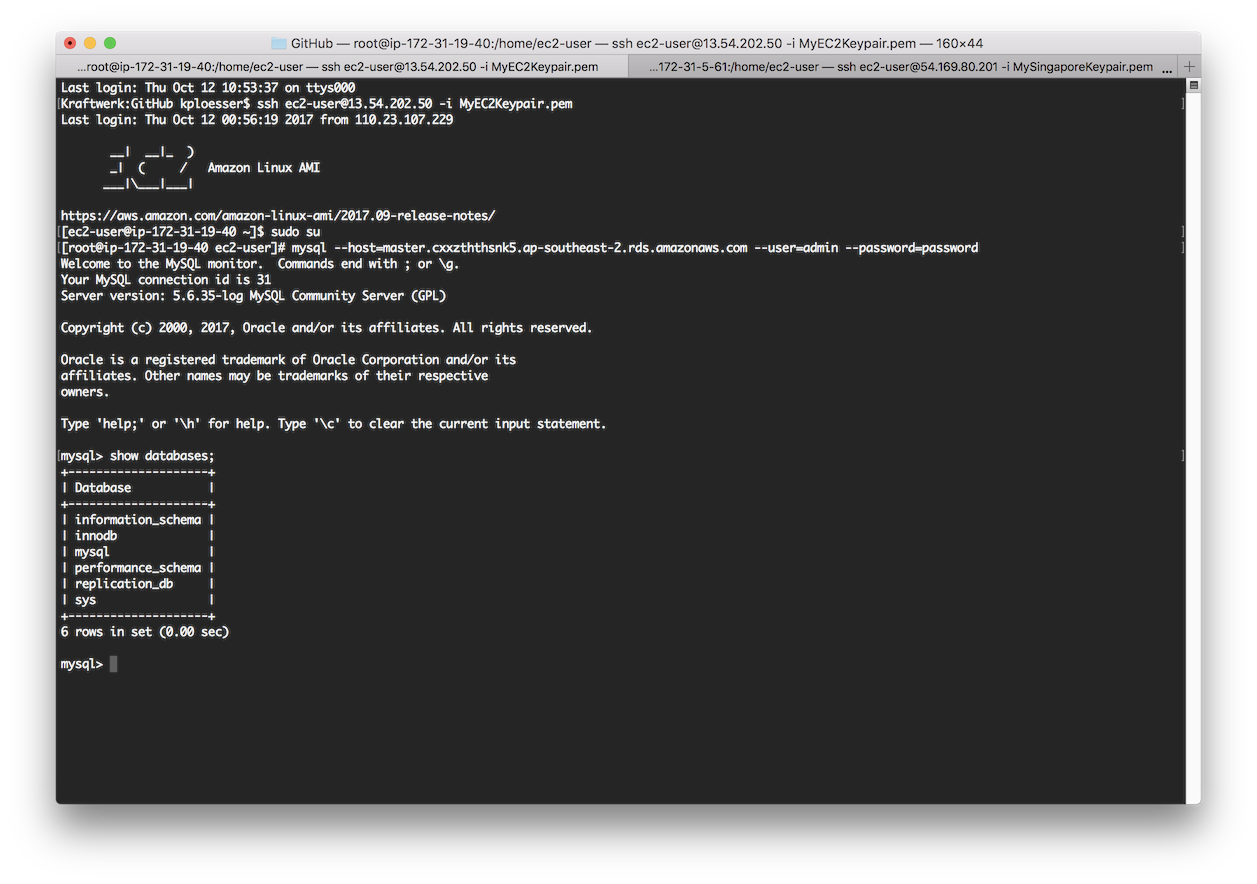 GitHub — root@ip-172-31-19-40:/home/ec2-user — ssh ec2-user@13.54.202.50 -i MyEC2Keypair.pem — 160×44
...root@ip-172-31-19-40:/home/ec2-user — ssh ec2-user@13.54.202.50 -i MyEC2Keypair.pem
...172-31-5-61:/home/ec2-user — ssh ec2-user@54.169.80.201 -i MySingaporeKeypair.pem ...
Last login: Thu Oct 12 10:53:37 on ttys000
[Kraftwerk:GitHub kploesser$ ssh ec2-user@13.54.202.50 -i MyEC2Keypair.pem ]
Last login: Thu Oct 12 00:56:19 2017 from 110.23.107.229
       __|  __|_  )
       _|  (     /   Amazon Linux AMI
      ___|\___|___|
https://aws.amazon.com/amazon-linux-ami/2017.09-release-notes/
[[ec2-user@ip-172-31-19-40 ~]$ sudo su ]
[[root@ip-172-31-19-40 ec2-user]# mysql --host=master.cxxzththsnk5.ap-southeast-2.rds.amazonaws.com --user=admin --password=password ]
Welcome to the MySQL monitor.  Commands end with ; or \g.
Your MySQL connection id is 31
Server version: 5.6.35-log MySQL Community Server (GPL)
Copyright (c) 2000, 2017, Oracle and/or its affiliates. All rights reserved.
Oracle is a registered trademark of Oracle Corporation and/or its
affiliates. Other names may be trademarks of their respective
owners.
Type 'help;' or '\h' for help. Type '\c' to clear the current input statement.
[mysql> show databases; ]
+--------------------+
| Database           |
+--------------------+
| information_schema |
| innodb             |
| mysql              |
| performance_schema |
| replication_db     |
| sys                |
+--------------------+
6 rows in set (0.00 sec)
mysql>